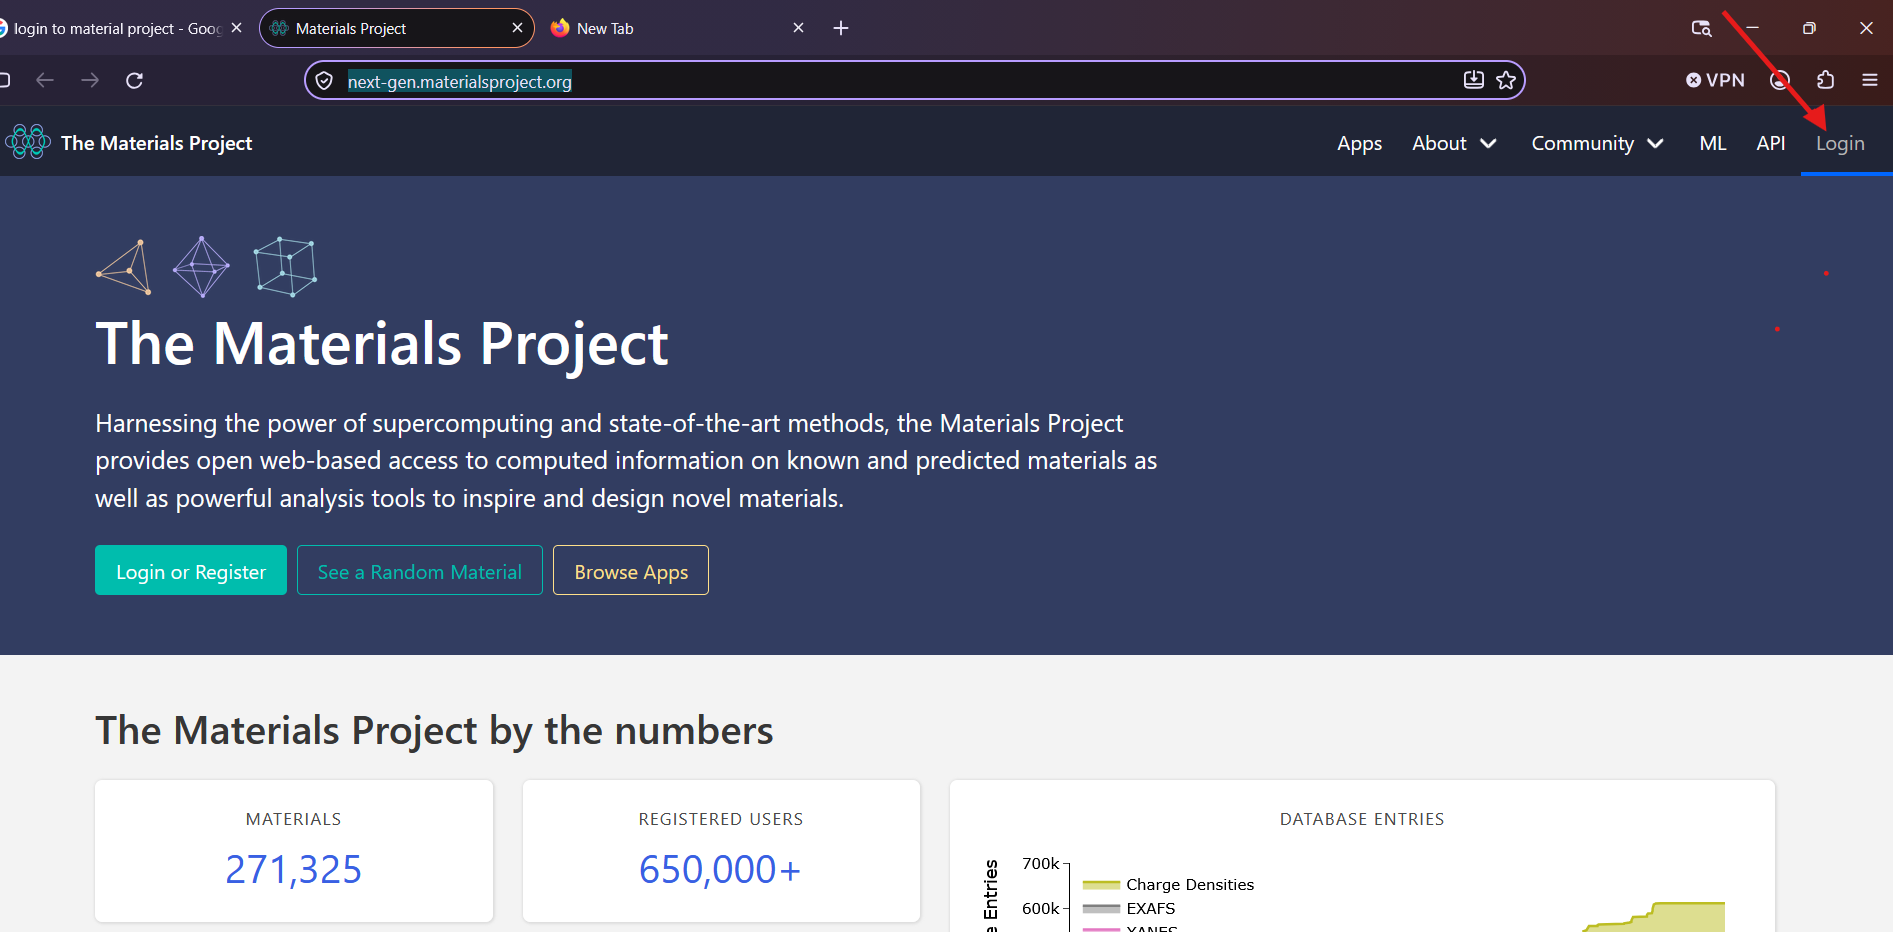 login to material project - Goog
Materials Project
New Tab
next-gen.materialsproject.org
VPN
The Materials Project
Apps
About
Community
ML
API
Login
The Materials Project
Harnessing the power of supercomputing and state-of-the-art methods, the Materials Project
provides open web-based access to computed information on known and predicted materials as
well as powerful analysis tools to inspire and design novel materials.
Login or Register
See a Random Material
Browse Apps
The Materials Project by the numbers
MATERIALS
271,325
REGISTERED USERS
650,000+
DATABASE ENTRIES
700k
600k
Entries
Charge Densities
EXAFS
XANES